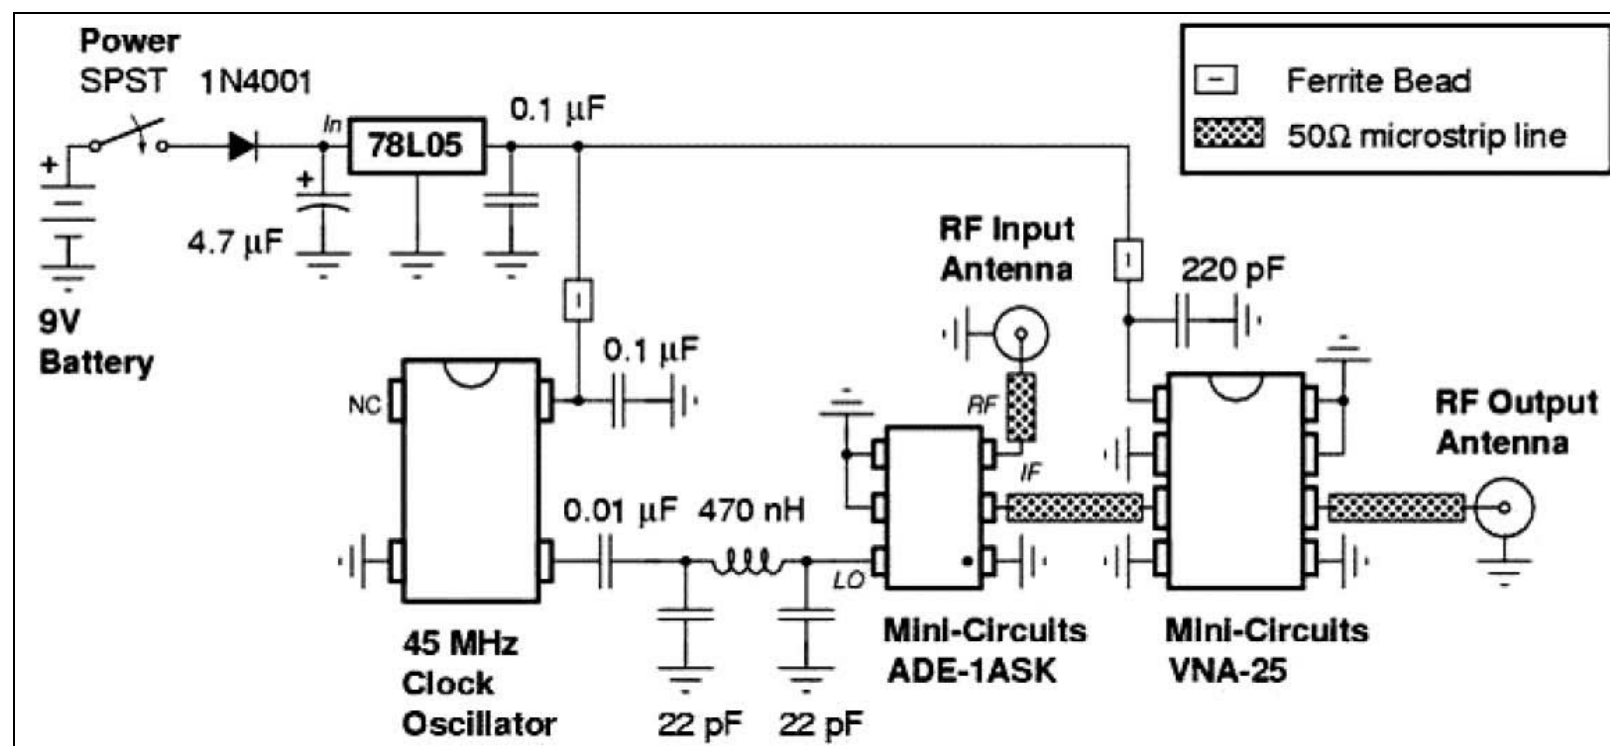 Power
SPST 1N4001
0.1 µF
In
78L05
+
+
4.7 µF
9V
Battery
Ferrite Bead
50Ω microstrip line
RF Input
Antenna
220 pF
0.1 µF
NC
RF
IF
RF Output
Antenna
0.01 µF 470 nH
LO
45 MHz
Clock
Oscillator
22 pF 22 pF
Mini-Circuits
ADE-1ASK
Mini-Circuits
VNA-25